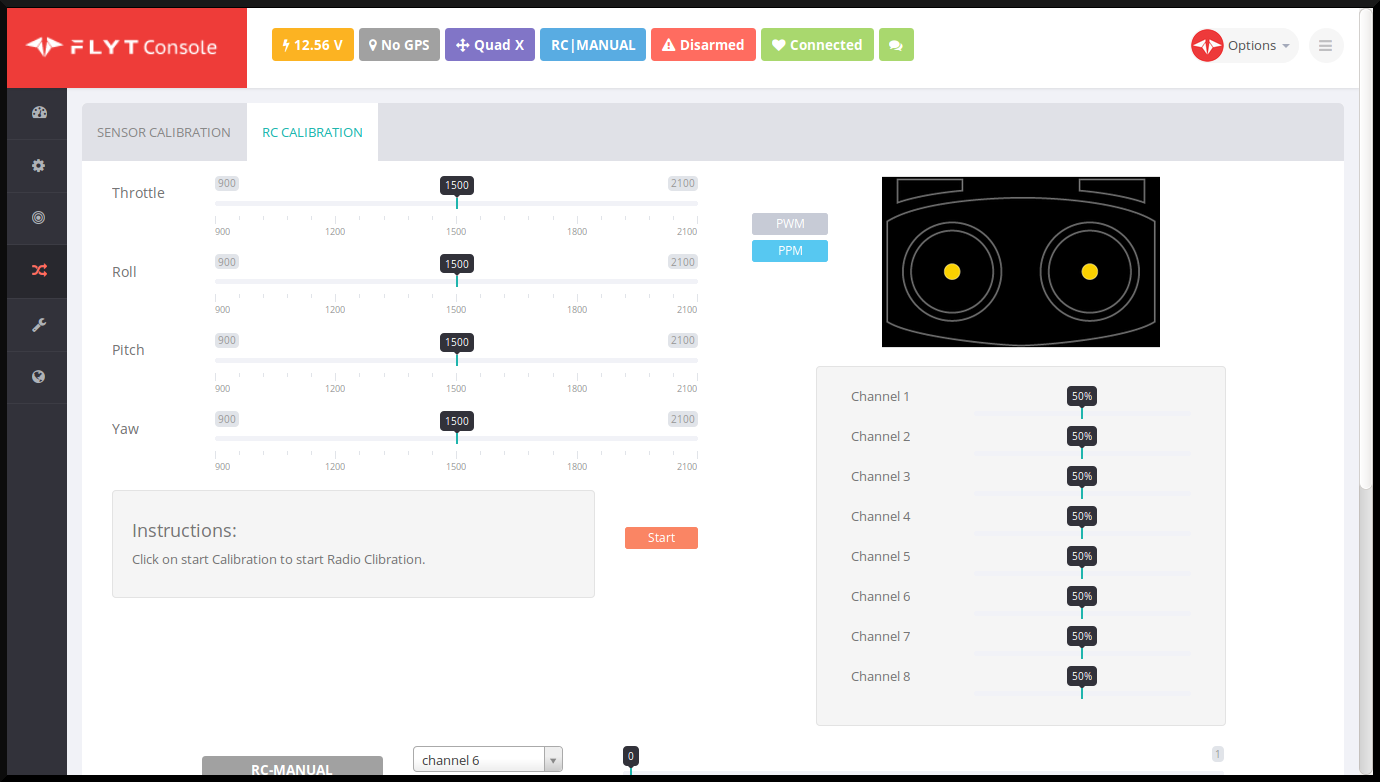 FLYT Console
12.56 V
No GPS
Quad X
RC|MANUAL
Disarmed
Connected
Options
SENSOR CALIBRATION
RC CALIBRATION
Throttle
900
1500
2100
900 1200 1500 1800 2100
Roll
900
1500
2100
900 1200 1500 1800 2100
Pitch
900
1500
2100
900 1200 1500 1800 2100
Yaw
900
1500
2100
900 1200 1500 1800 2100
Instructions:
Click on start Calibration to start Radio Clibration.
Start
PWM
PPM
Channel 1 50%
Channel 2 50%
Channel 3 50%
Channel 4 50%
Channel 5 50%
Channel 6 50%
Channel 7 50%
Channel 8 50%
RC-MANUAL
channel 6
0
1